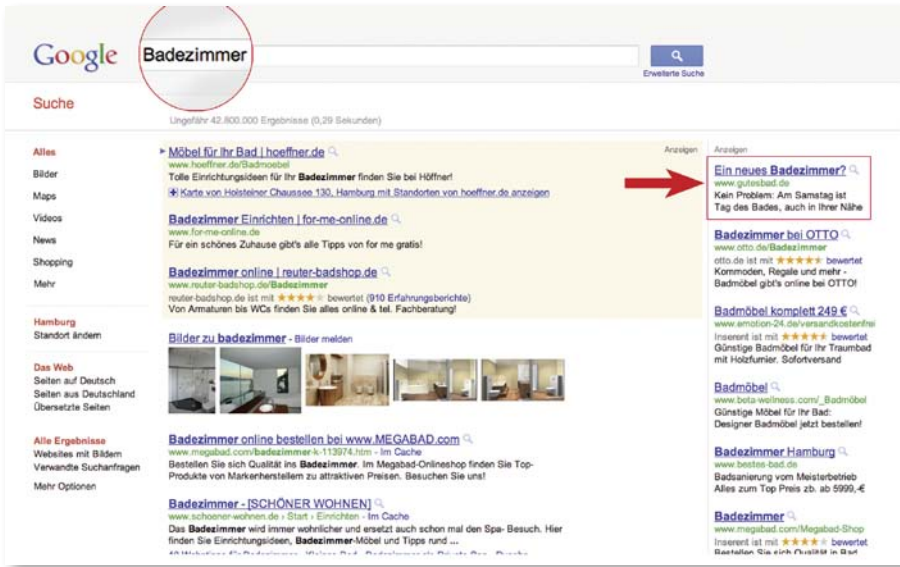 Google
Badezimmer
Erweiterte Suche
Suche
Ungefähr 42.800.000 Ergebnisse (0,29 Sekunden)
Alles
Bilder
Maps
Videos
News
Shopping
Mehr
Hamburg
Standort ändern
Das Web
Seiten auf Deutsch
Seiten aus Deutschland
Übersetzte Seiten
Alle Ergebnisse
Websites mit Bildern
Verwandte Suchanfragen
Mehr Optionen
Anzeigen
Möbel für Ihr Bad | hoeffner.de
www.hoeffner.de/Badmoebel
Tolle Einrichtungsideen für Ihr Badezimmer finden Sie bei Höffner!
Karte von Holsteiner Chaussee 130, Hamburg mit Standorten von hoeffner.de anzeigen
Badezimmer Einrichten | for-me-online.de
www.for-me-online.de
Für ein schönes Zuhause gibt's alle Tipps von for me gratis!
Badezimmer online | reuter-badshop.de
www.reuter-badshop.de/Badezimmer
reuter-badshop.de ist mit ★★★★★ bewertet (910 Erfahrungsberichte)
Von Armaturen bis WCs finden Sie alles online & tel. Fachberatung!
Bilder zu badezimmer - Bilder melden
Badezimmer online bestellen bei www.MEGABAD.com
www.megabad.com/badezimmer-k-113974.htm - Im Cache
Bestellen Sie sich Qualität ins Badezimmer. Im Megabad-Onlineshop finden Sie Top-
Produkte von Markenherstellern zu attraktiven Preisen. Besuchen Sie uns!
Badezimmer - [SCHÖNER WOHNEN]
www.schoener-wohnen.de › Start › Einrichten - Im Cache
Das Badezimmer wird immer wohnlicher und ersetzt auch schon mal den Spa- Besuch. Hier
finden Sie Einrichtungsideen, Badezimmer-Möbel und Tipps rund ...
Anzeigen
Ein neues Badezimmer?
www.gutesbad.de
Kein Problem: Am Samstag ist
Tag des Bades, auch in Ihrer Nähe
Badezimmer bei OTTO
www.otto.de/Badezimmer
otto.de ist mit ★★★★★ bewertet
Kommoden, Regale und mehr -
Badmöbel gibt's online bei OTTO!
Badmöbel komplett 249 €
www.emotion-24.de/versandkostenfrei
Inserent ist mit ★★★★★ bewertet
Günstige Badmöbel für Ihr Traumbad
mit Holzfurnier. Sofortversand
Badmöbel
www.beta-wellness.com/_Badmöbel
Günstige Möbel für Ihr Bad:
Designer Badmöbel jetzt bestellen!
Badezimmer Hamburg
www.bestes-bad.de
Badsanierung vom Meisterbetrieb
Alles zum Top Preis zb. ab 5999,-€
Badezimmer
www.megabad.com/Megabad-Shop
Inserent ist mit ★★★★★ bewertet
Bestellen Sie sich Qualität in Bad